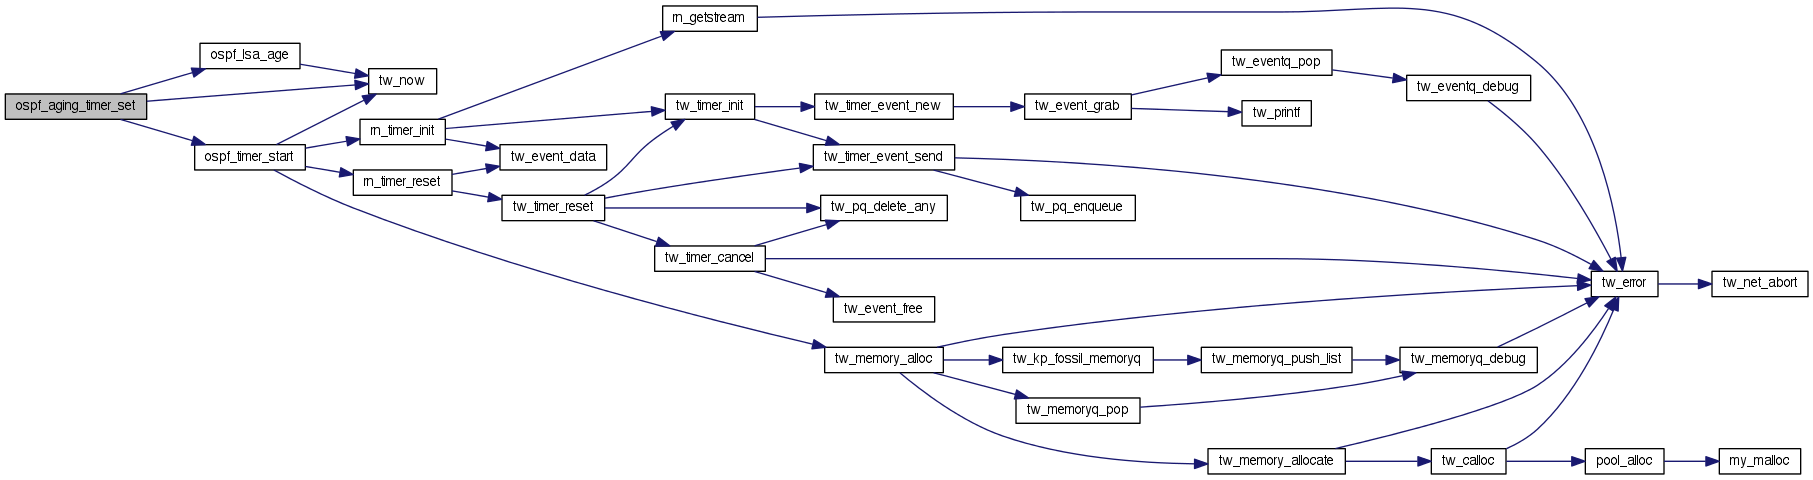 ospf_aging_timer_set
ospf_lsa_age
tw_now
ospf_timer_start
rn_timer_init
rn_timer_reset
rn_getstream
tw_event_data
tw_timer_init
tw_timer_reset
tw_timer_cancel
tw_timer_event_new
tw_timer_event_send
tw_pq_delete_any
tw_event_free
tw_memory_alloc
tw_event_grab
tw_pq_enqueue
tw_kp_fossil_memoryq
tw_memoryq_pop
tw_eventq_pop
tw_printf
tw_memoryq_push_list
tw_memory_allocate
tw_eventq_debug
tw_memoryq_debug
tw_calloc
tw_error
pool_alloc
tw_net_abort
my_malloc